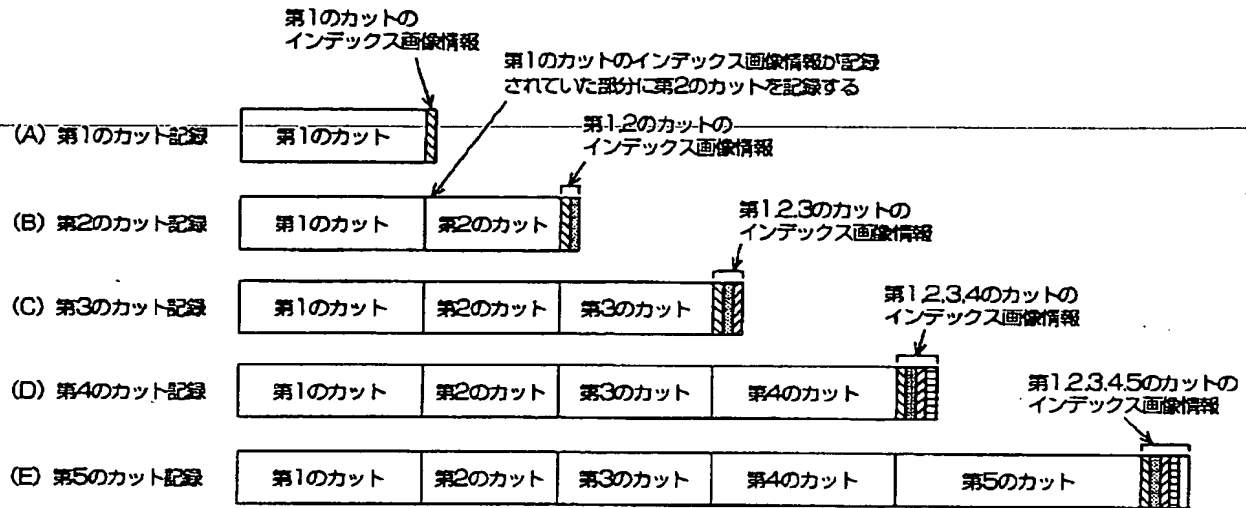 第1のカットの
インデックス画像情報
第1のカットのインデックス画像情報が記録
されていた部分に第2のカットを記録する
(A) 第1のカット記録
第1のカット
第1,2のカットの
インデックス画像情報
(B) 第2のカット記録
第1のカット
第2のカット
第1,2,3のカットの
インデックス画像情報
(C) 第3のカット記録
第1のカット
第2のカット
第3のカット
第1,2,3,4のカットの
インデックス画像情報
(D) 第4のカット記録
第1のカット
第2のカット
第3のカット
第4のカット
第1,2,3,4,5のカットの
インデックス画像情報
(E) 第5のカット記録
第1のカット
第2のカット
第3のカット
第4のカット
第5のカット